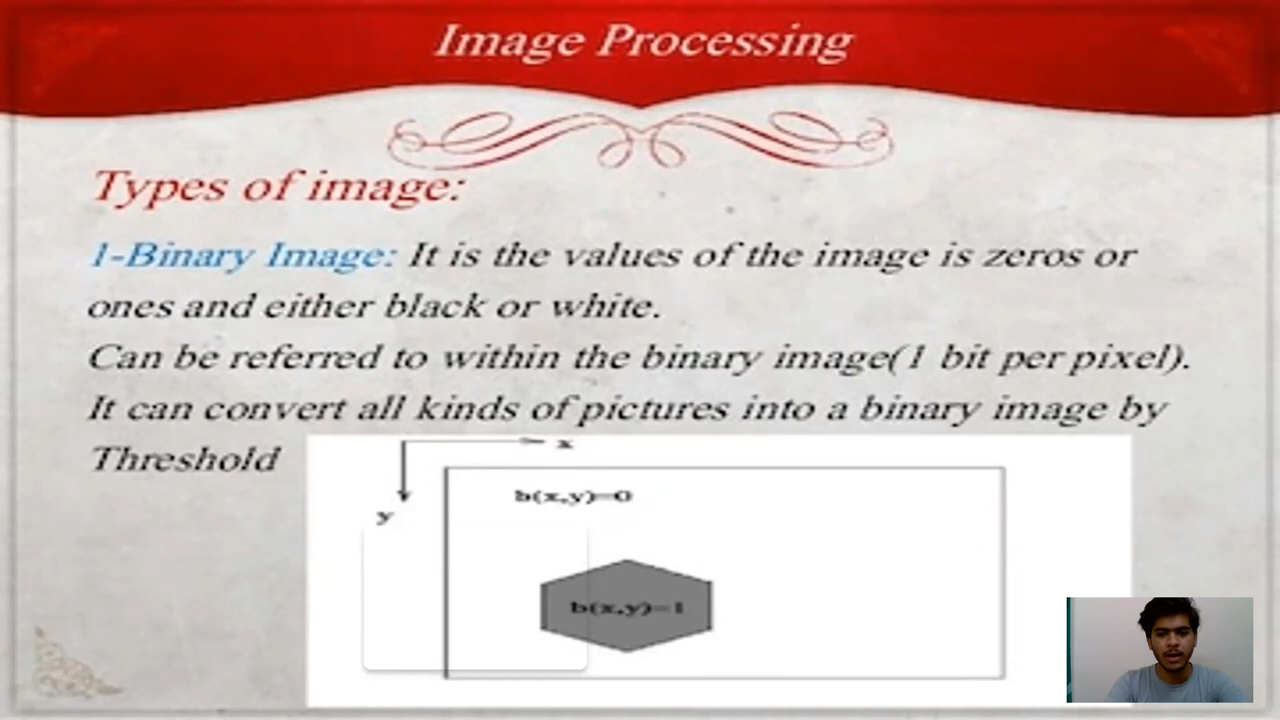 Image Processing
Types of image:
1-Binary Image: It is the values of the image is zeros or
ones and either black or white.
Can be referred to within the binary image(1 bit per pixel).
It can convert all kinds of pictures into a binary image by
Threshold
x
y
b(x,y)=0
b(x,y)=1